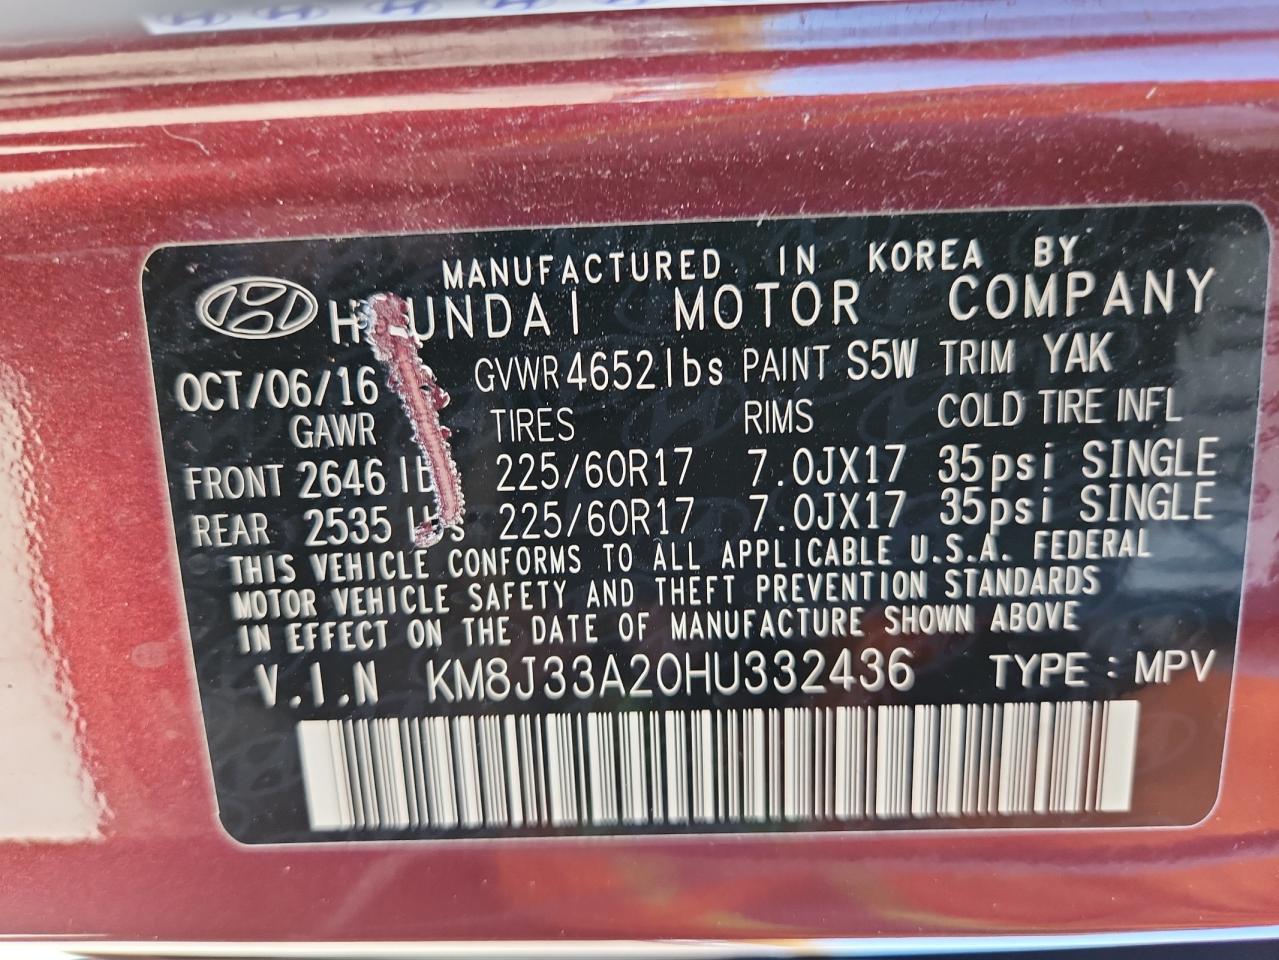 MANUFACTURED IN KOREA BY
HYUNDAI MOTOR COMPANY
OCT/06/16 GVWR 4652lbs PAINT S5W TRIM YAK
GAWR TIRES RIMS COLD TIRE INFL
FRONT 2646 lbs 225/60R17 7.0JX17 35psi SINGLE
REAR 2535 lbs 225/60R17 7.0JX17 35psi SINGLE
THIS VEHICLE CONFORMS TO ALL APPLICABLE U.S.A. FEDERAL
MOTOR VEHICLE SAFETY AND THEFT PREVENTION STANDARDS
IN EFFECT ON THE DATE OF MANUFACTURE SHOWN ABOVE
V.I.N KM8J33A20HU332436 TYPE : MPV